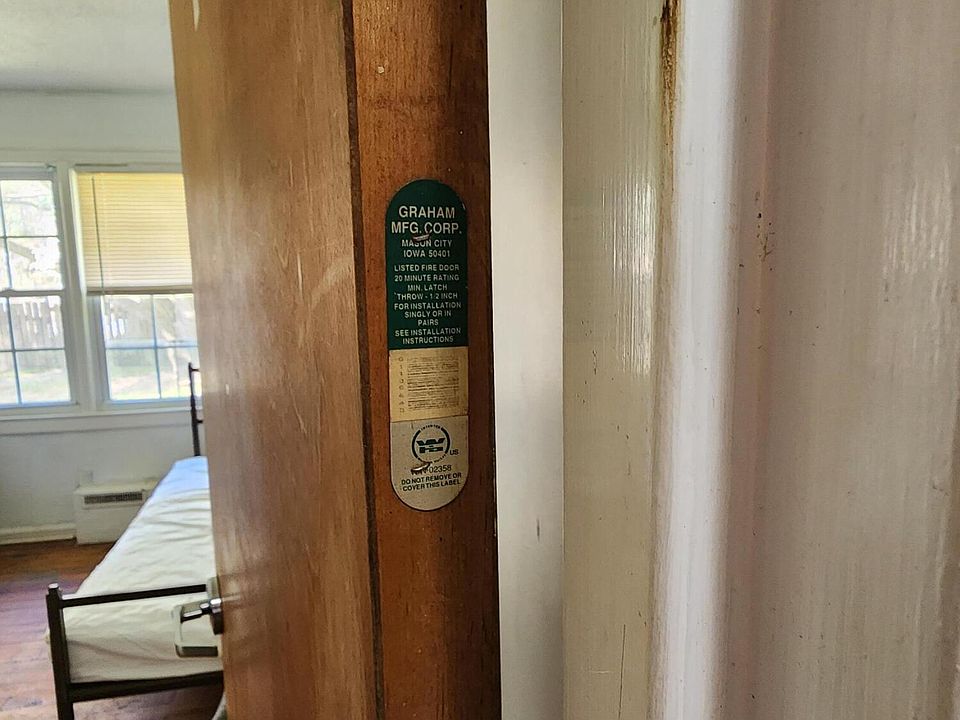 GRAHAM
MFG. CORP.
MASON CITY
IOWA 50401
LISTED FIRE DOOR
20 MINUTE RATING
MIN. LATCH
THROW - 1/2 INCH
FOR INSTALLATION
SINGLY OR IN
PAIRS
SEE INSTALLATION
INSTRUCTIONS
US
02358
DO NOT REMOVE OR
COVER THIS LABEL